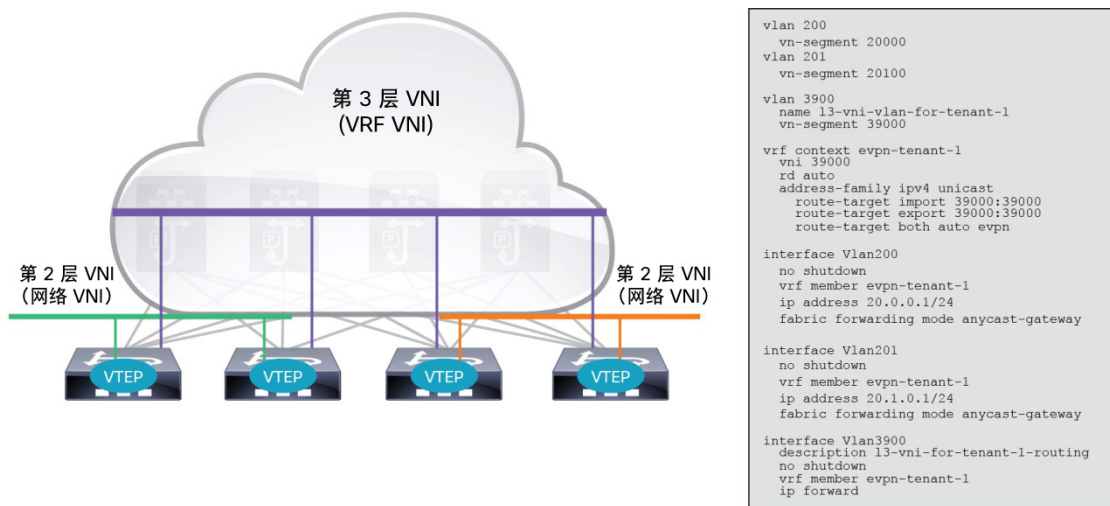 第 3 层 VNI
(VRF VNI)
第 2 层 VNI
（网络 VNI）
第 2 层 VNI
（网络 VNI）
VTEP
VTEP
VTEP
VTEP
vlan 200
  vn-segment 20000
vlan 201
  vn-segment 20100
vlan 3900
  name l3-vni-vlan-for-tenant-1
  vn-segment 39000
vrf context evpn-tenant-1
  vni 39000
  rd auto
  address-family ipv4 unicast
    route-target import 39000:39000
    route-target export 39000:39000
    route-target both auto evpn
interface Vlan200
  no shutdown
  vrf member evpn-tenant-1
  ip address 20.0.0.1/24
  fabric forwarding mode anycast-gateway
interface Vlan201
  no shutdown
  vrf member evpn-tenant-1
  ip address 20.1.0.1/24
  fabric forwarding mode anycast-gateway
interface Vlan3900
  description l3-vni-for-tenant-1-routing
  no shutdown
  vrf member evpn-tenant-1
  ip forward